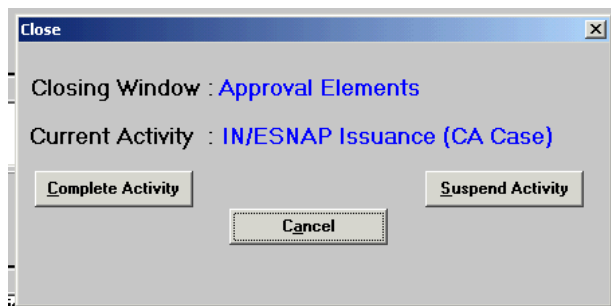 Close
Closing Window : Approval Elements
Current Activity : IN/ESNAP Issuance (CA Case)
Complete Activity
Suspend Activity
Cancel